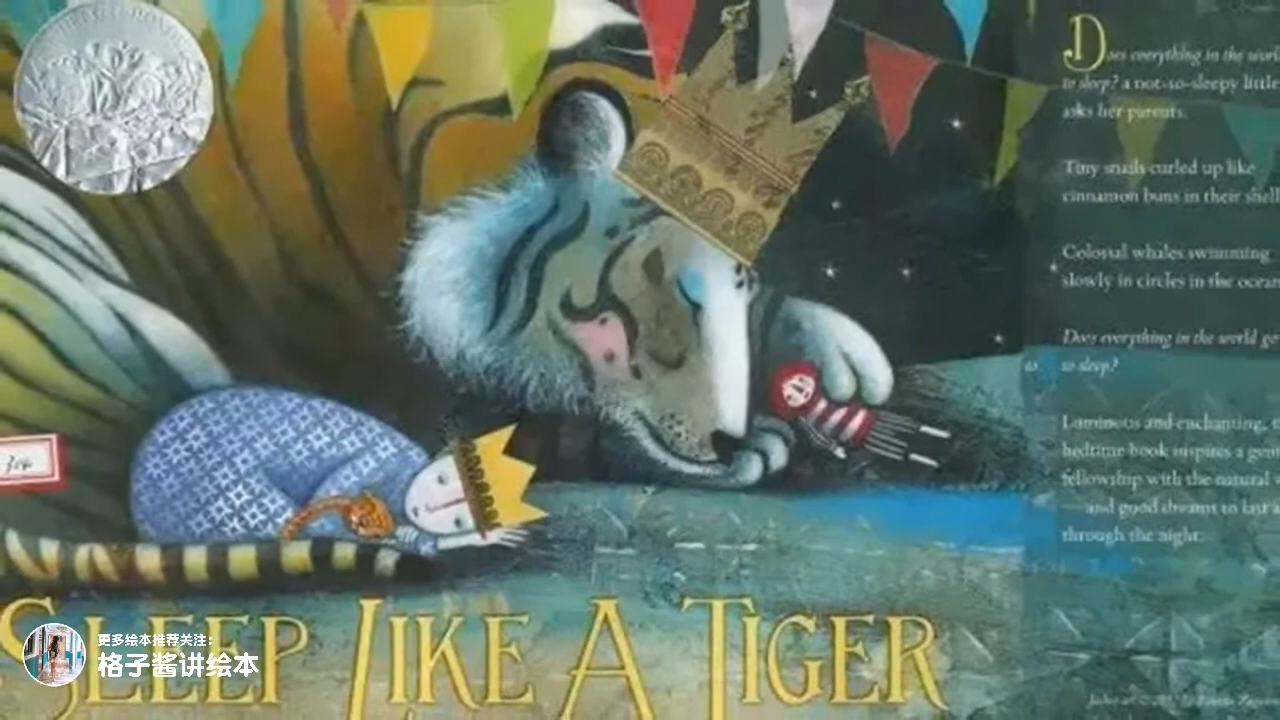 Does everything in the world
to sleep? a not-so-sleepy little
asks her parents.
Tiny snails curled up like
cinnamon buns in their shell
Colossal whales swimming
slowly in circles in the ocean
Does everything in the world go
to sleep?
Luminous and enchanting,
bedtime book inspires a
fellowship with the natural
—and good dreams to last
through the night.
SLEEP LIKE A TIGER
更多绘本推荐关注:
格子酱讲绘本